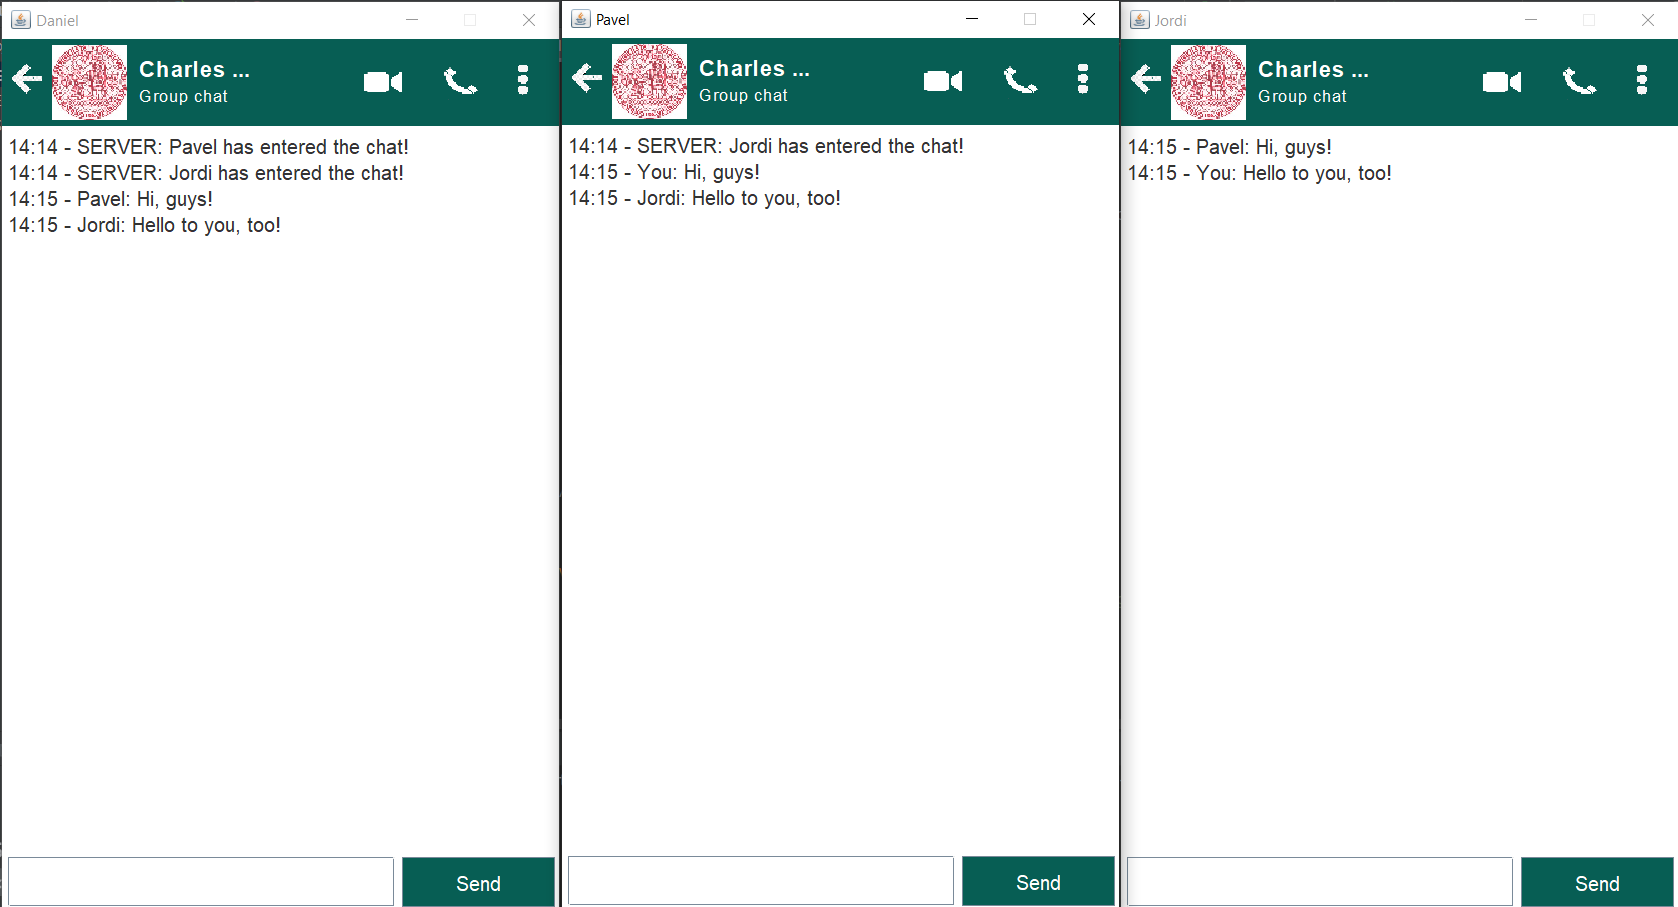 Daniel
Charles ...
Group chat
14:14 - SERVER: Pavel has entered the chat!
14:14 - SERVER: Jordi has entered the chat!
14:15 - Pavel: Hi, guys!
14:15 - Jordi: Hello to you, too!
Send
Pavel
Charles ...
Group chat
14:14 - SERVER: Jordi has entered the chat!
14:15 - You: Hi, guys!
14:15 - Jordi: Hello to you, too!
Send
Jordi
Charles ...
Group chat
14:15 - Pavel: Hi, guys!
14:15 - You: Hello to you, too!
Send